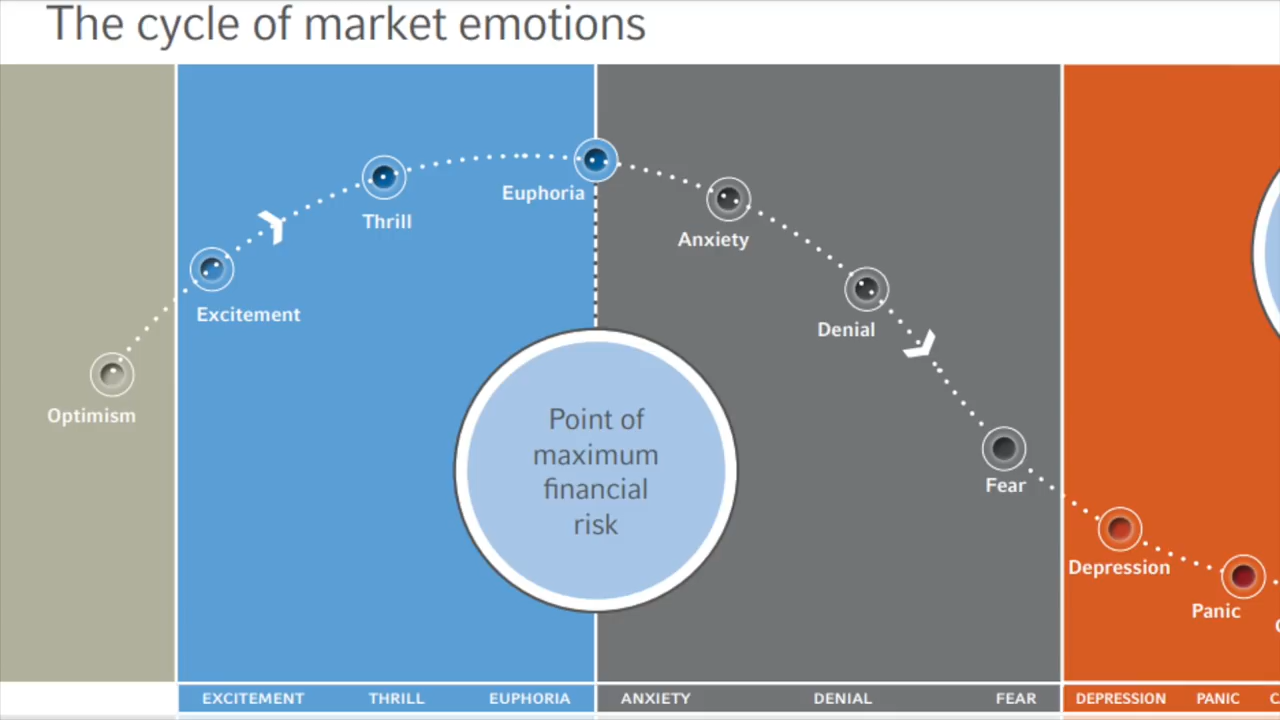 The cycle of market emotions
Euphoria
Thrill
Anxiety
Excitement
Denial
Optimism
Point of
maximum
financial
risk
Fear
Depression
Panic
EXCITEMENT THRILL EUPHORIA ANXIETY DENIAL FEAR DEPRESSION PANIC